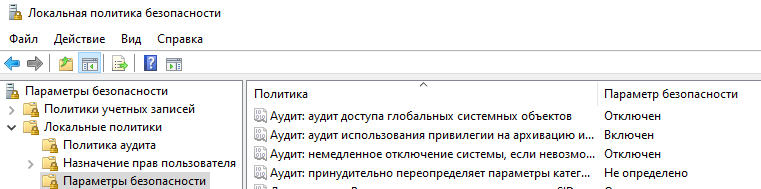 Локальная политика безопасности
Файл Действие Вид Справка
Параметры безопасности
Политики учетных записей
Локальные политики
Политика аудита
Назначение прав пользователя
Параметры безопасности
Политика Параметр безопасности
Аудит: аудит доступа глобальных системных объектов Отключен
Аудит: аудит использования привилегии на архивацию и... Включен
Аудит: немедленное отключение системы, если невозмо... Отключен
Аудит: принудительно переопределяет параметры катег... Не определено